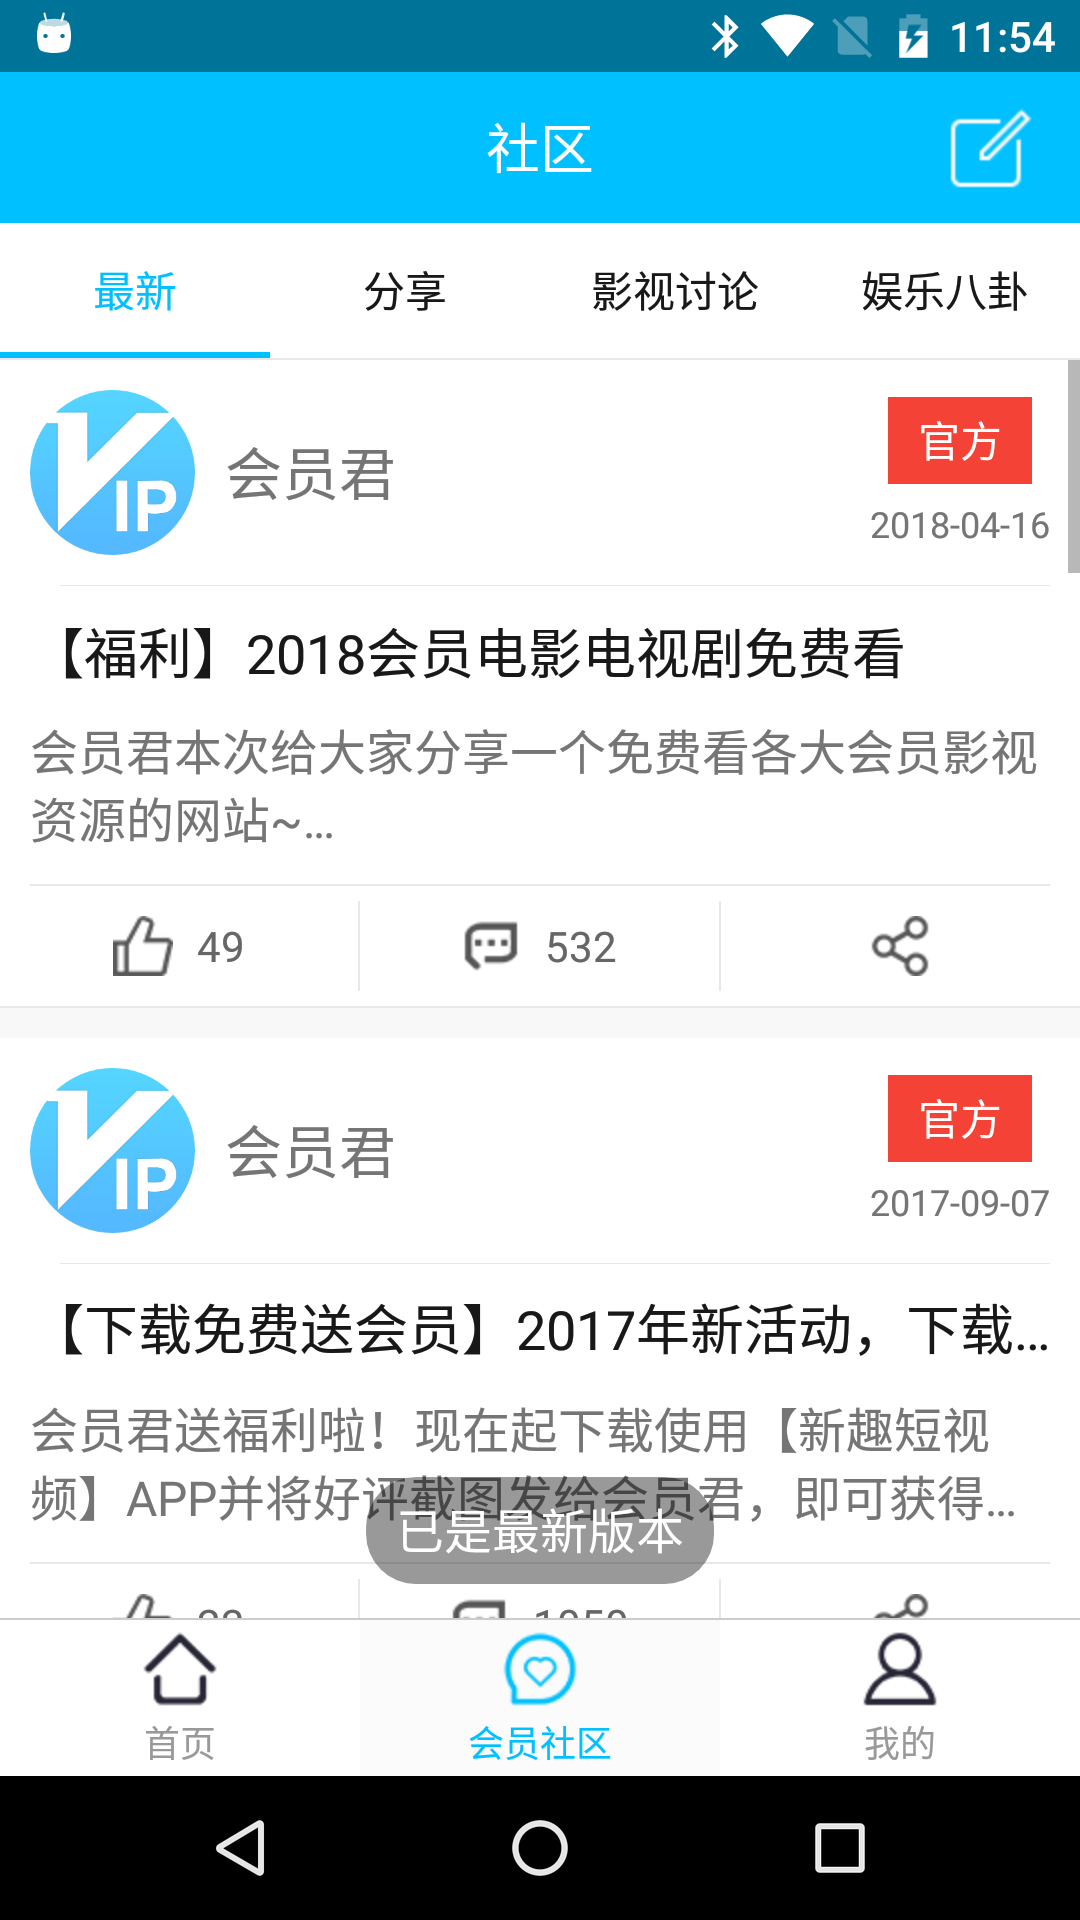 11:54
社区
最新 分享 影视讨论 娱乐八卦
VIP 会员君 官方
2018-04-16
【福利】2018会员电影电视剧免费看
会员君本次给大家分享一个免费看各大会员影视
资源的网站~...
49 532
VIP 会员君 官方
2017-09-07
【下载免费送会员】2017年新活动，下载...
会员君送福利啦！现在起下载使用【新趣短视
频】APP并将好评截图发给会员君，即可获得...
已是最新版本
首页 会员社区 我的